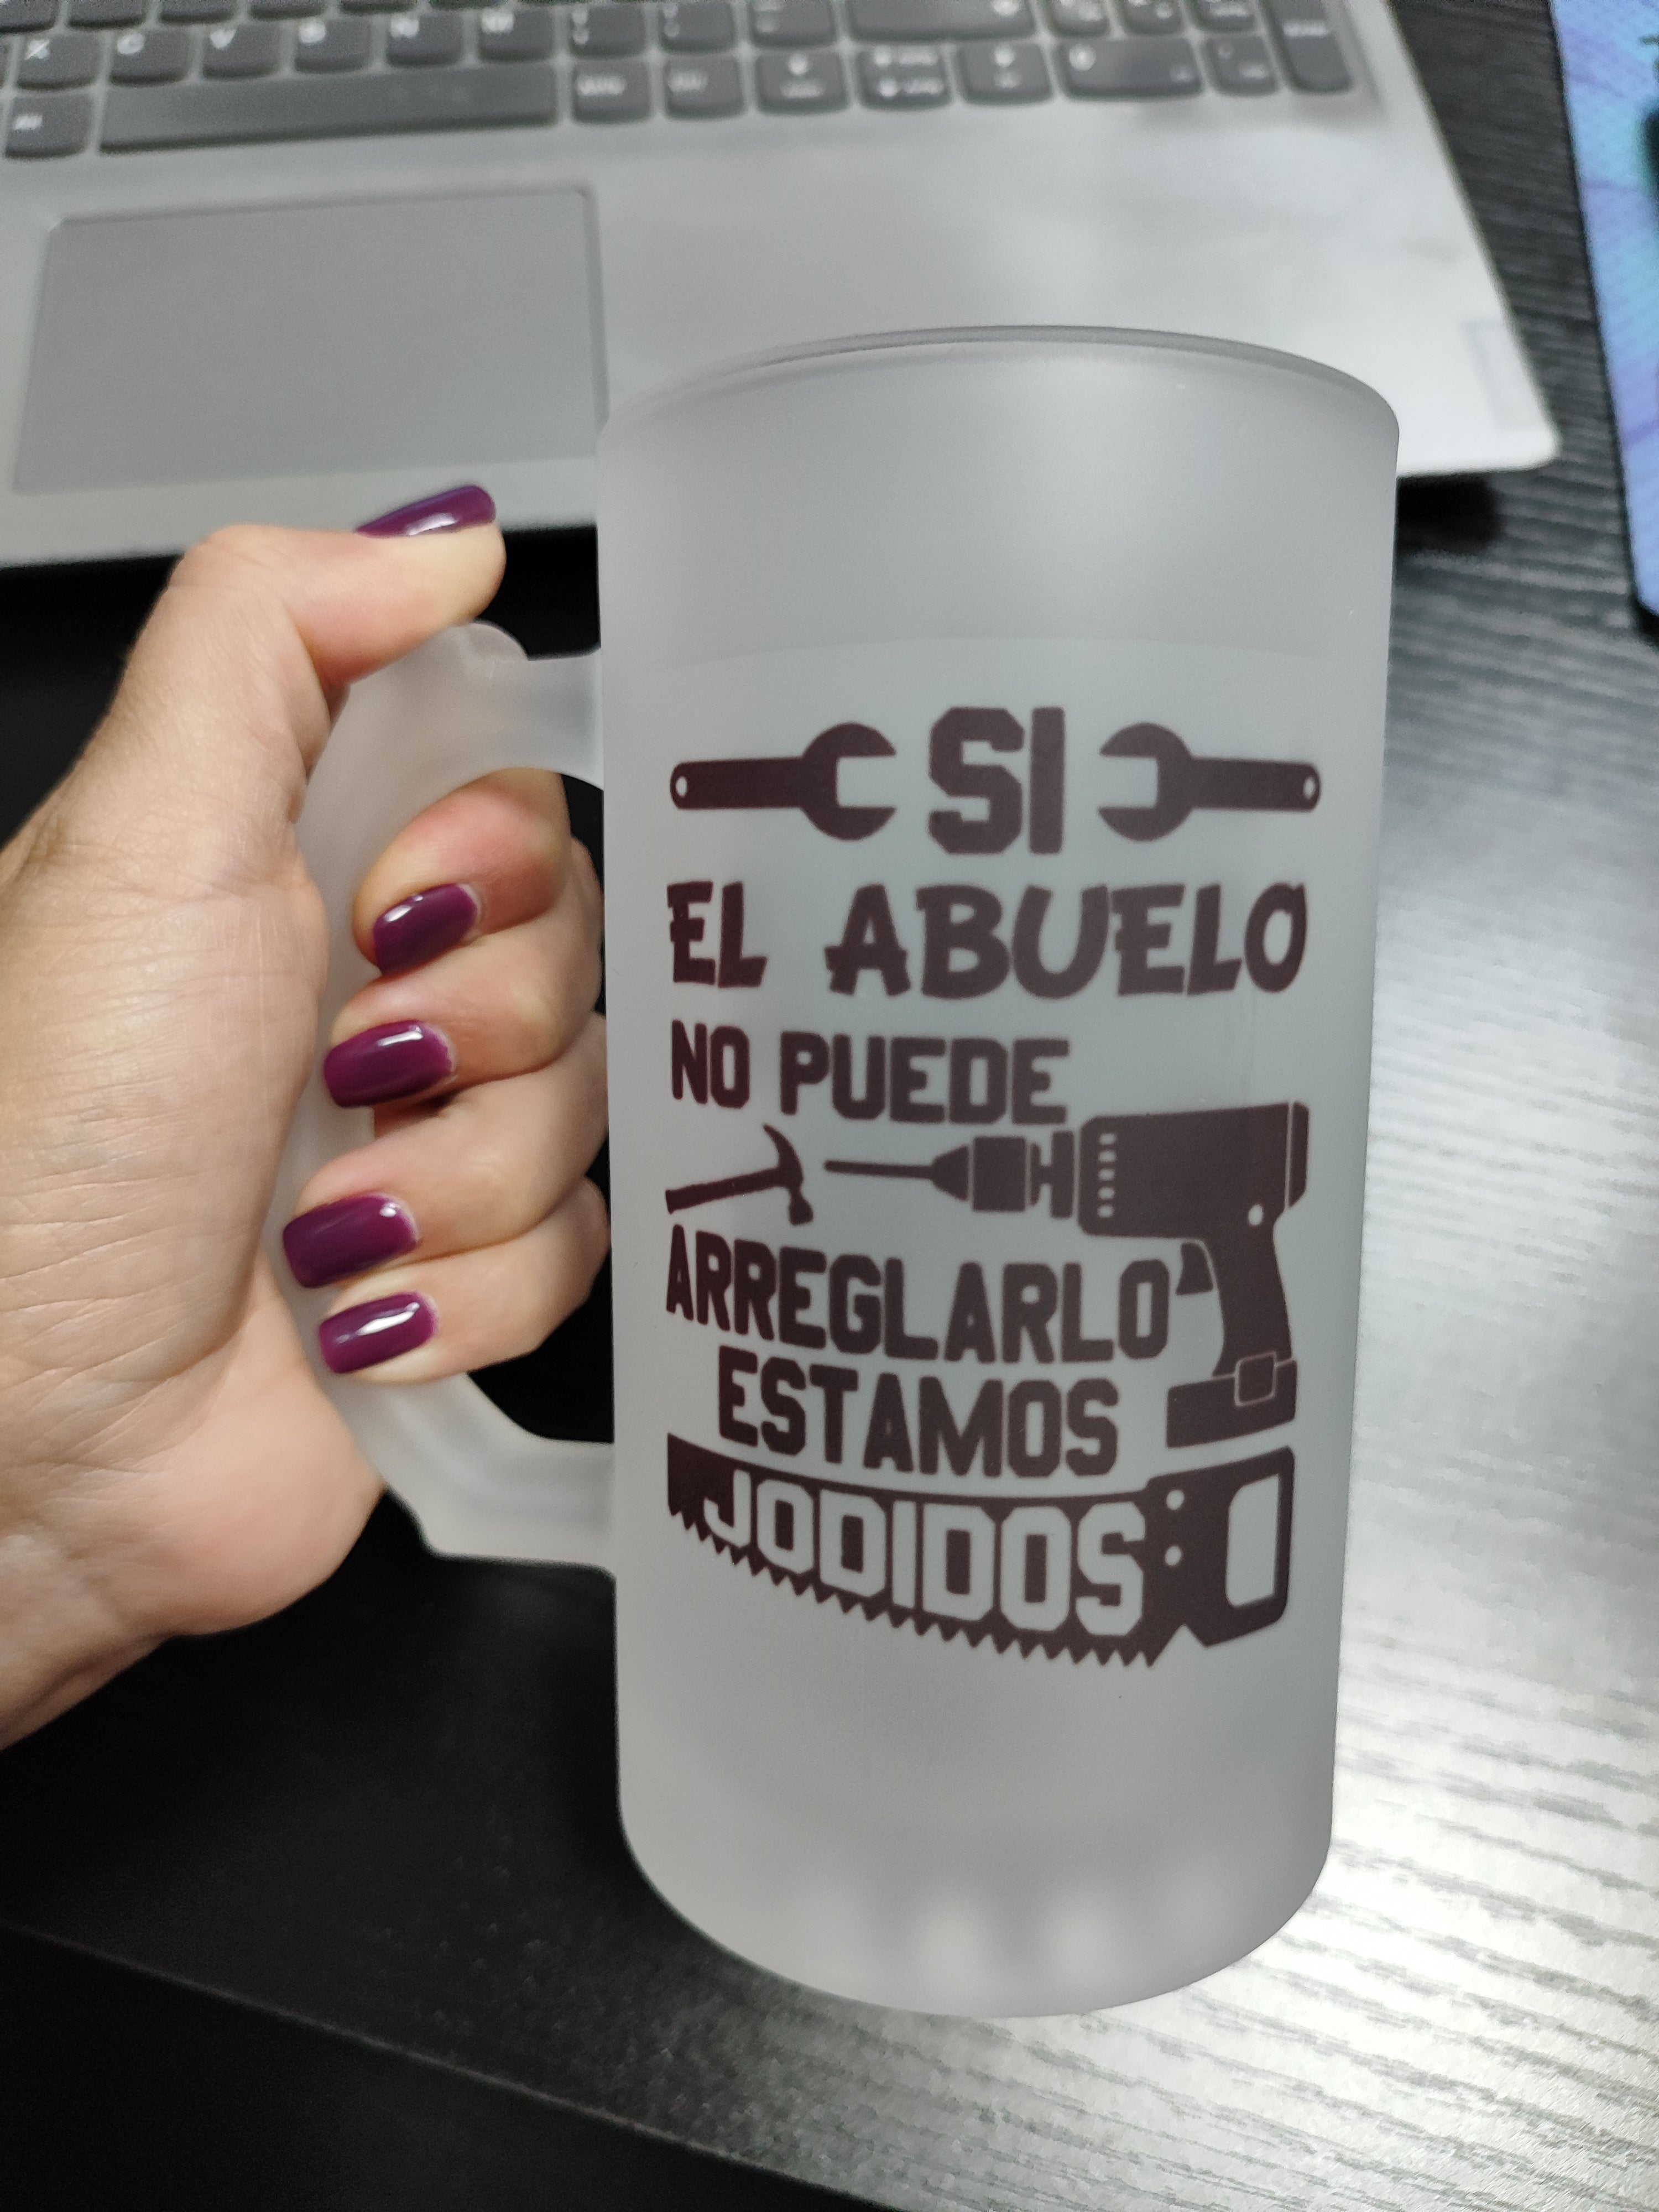 SI
EL ABUELO
NO PUEDE
ARREGLARLO
ESTAMOS
JODIDOS